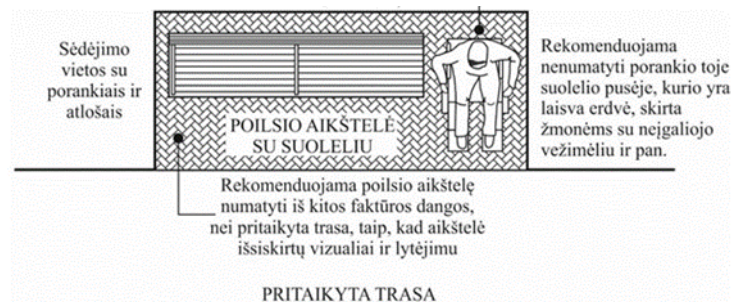 Sėdėjimo
vietos su
porankiais ir
atlošais
POILSIO AIKŠTELĖ
SU SUOLELIU
Rekomenduojama
nenumatyti porankio toje
suolelio pusėje, kurio yra
laisva erdvė, skirta
žmonėms su neįgaliojo
vežimėliu ir pan.
Rekomenduojama poilsio aikštelę
numatyti iš kitos faktūros dangos,
nei pritaikyta trasa, taip, kad aikštelė
išsiskirtų vizualiai ir lytėjimu
PRITAIKYTA TRASA